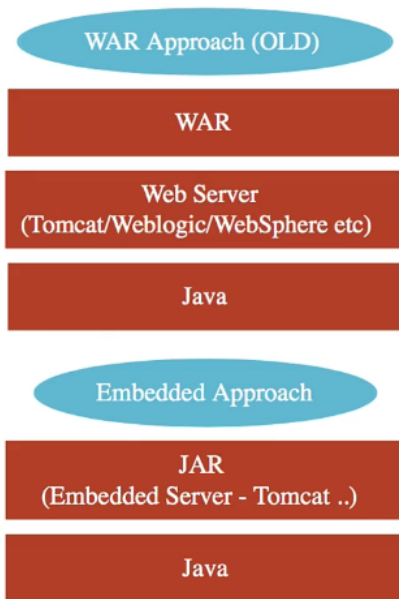 WAR Approach (OLD)
WAR
Web Server
(Tomcat/Weblogic/WebSphere etc)
Java
Embedded Approach
JAR
(Embedded Server - Tomcat ..)
Java